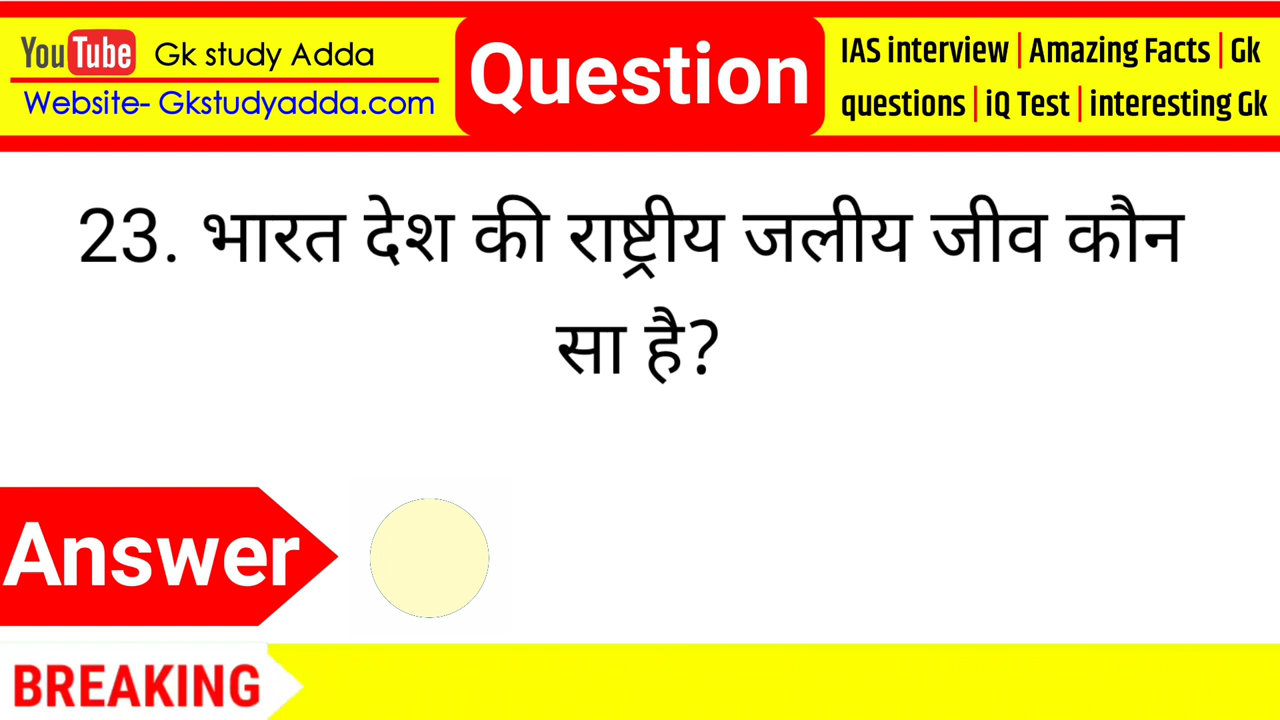 YouTube Gk study Adda
Website- Gkstudyadda.com
Question
IAS interview | Amazing Facts | Gk
questions | iQ Test | interesting Gk
23. भारत देश की राष्ट्रीय जलीय जीव कौन
सा है?
Answer
BREAKING